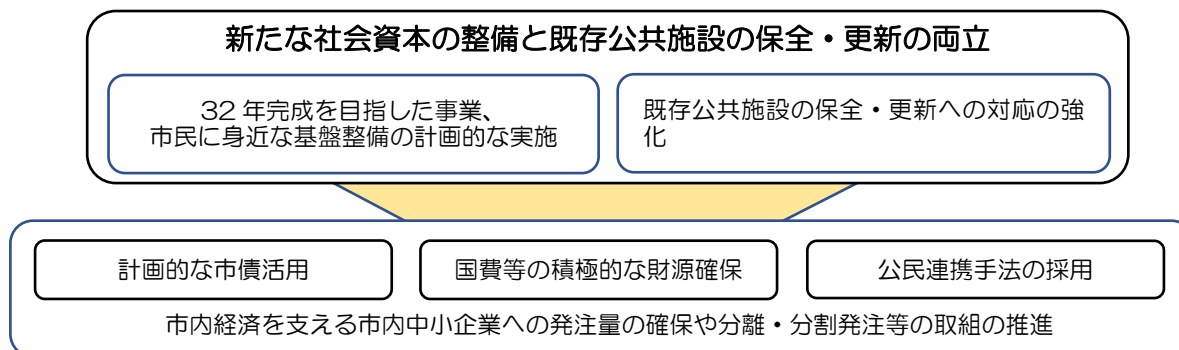 新たな社会資本の整備と既存公共施設の保全・更新の両立
32 年完成を目指した事業、
市民に身近な基盤整備の計画的な実施
既存公共施設の保全・更新への対応の強
化
計画的な市債活用
国費等の積極的な財源確保
公民連携手法の採用
市内経済を支える市内中小企業への発注量の確保や分離・分割発注等の取組の推進